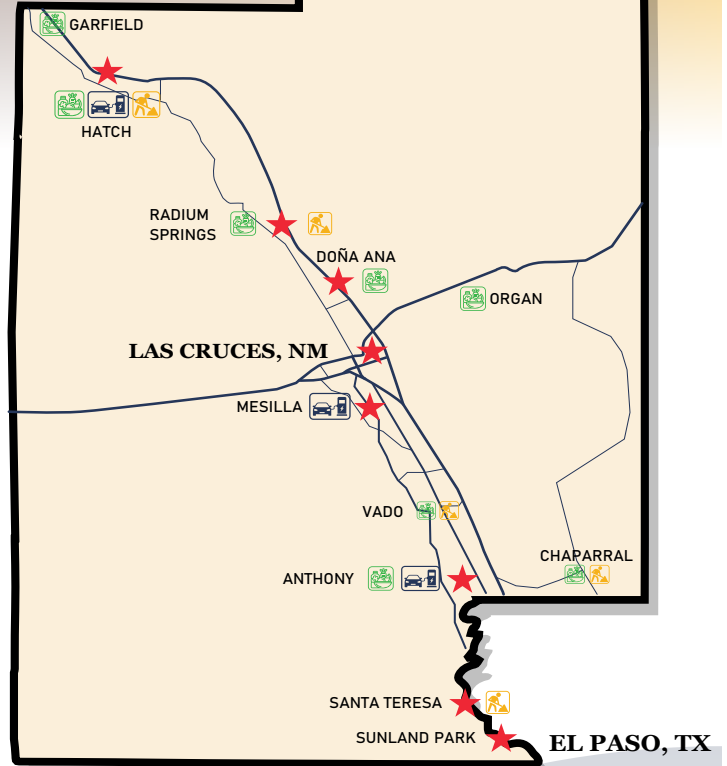 GARFIELD
HATCH
RADIUM
SPRINGS
DOÑA ANA
ORGAN
LAS CRUCES, NM
MESILLA
VADO
CHAPARRAL
ANTHONY
SANTA TERESA
SUNLAND PARK
EL PASO, TX